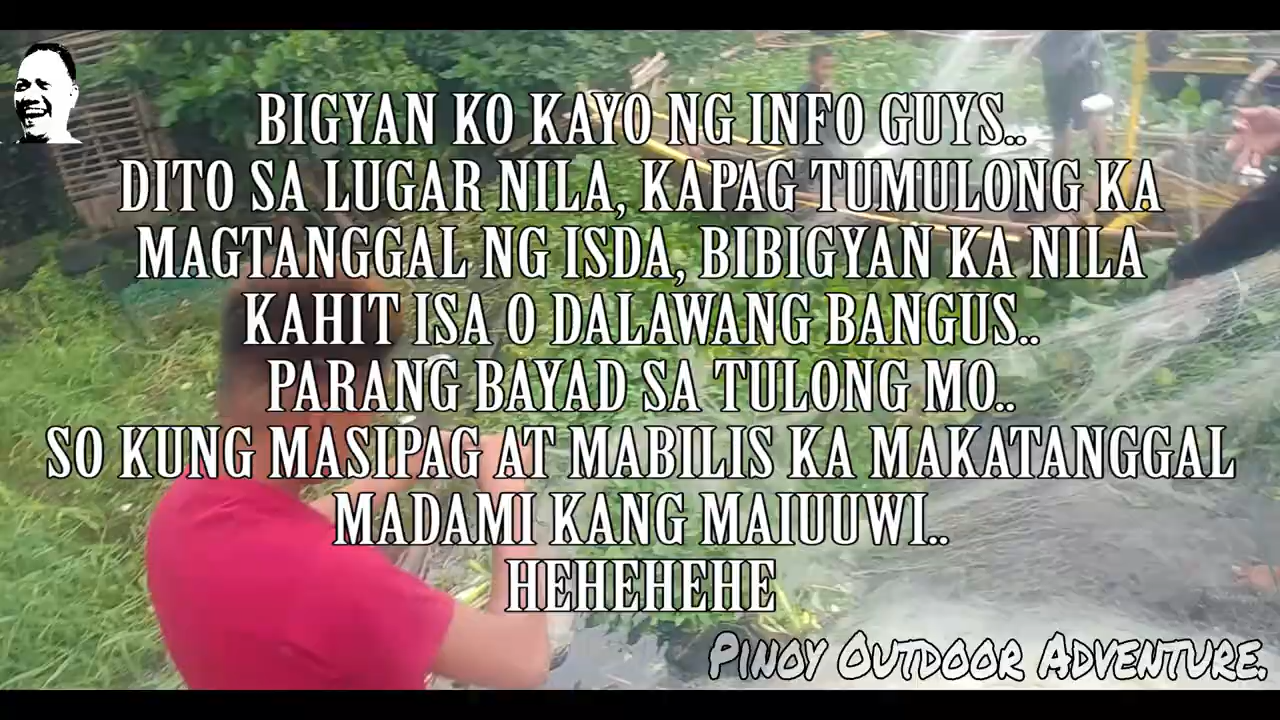 BIGYAN KO KAYO NG INFO GUYS..
DITO SA LUGAR NILA, KAPAG TUMULONG KA
MAGTANGGAL NG ISDA, BIBIGYAN KA NILA
KAHIT ISA O DALAWANG BANGUS..
PARANG BAYAD SA TULONG MO..
SO KUNG MASIPAG AT MABILIS KA MAKATANGGAL
MADAMI KANG MAIUUWI..
HEHEHEHE
PINOY OUTDOOR ADVENTURE.